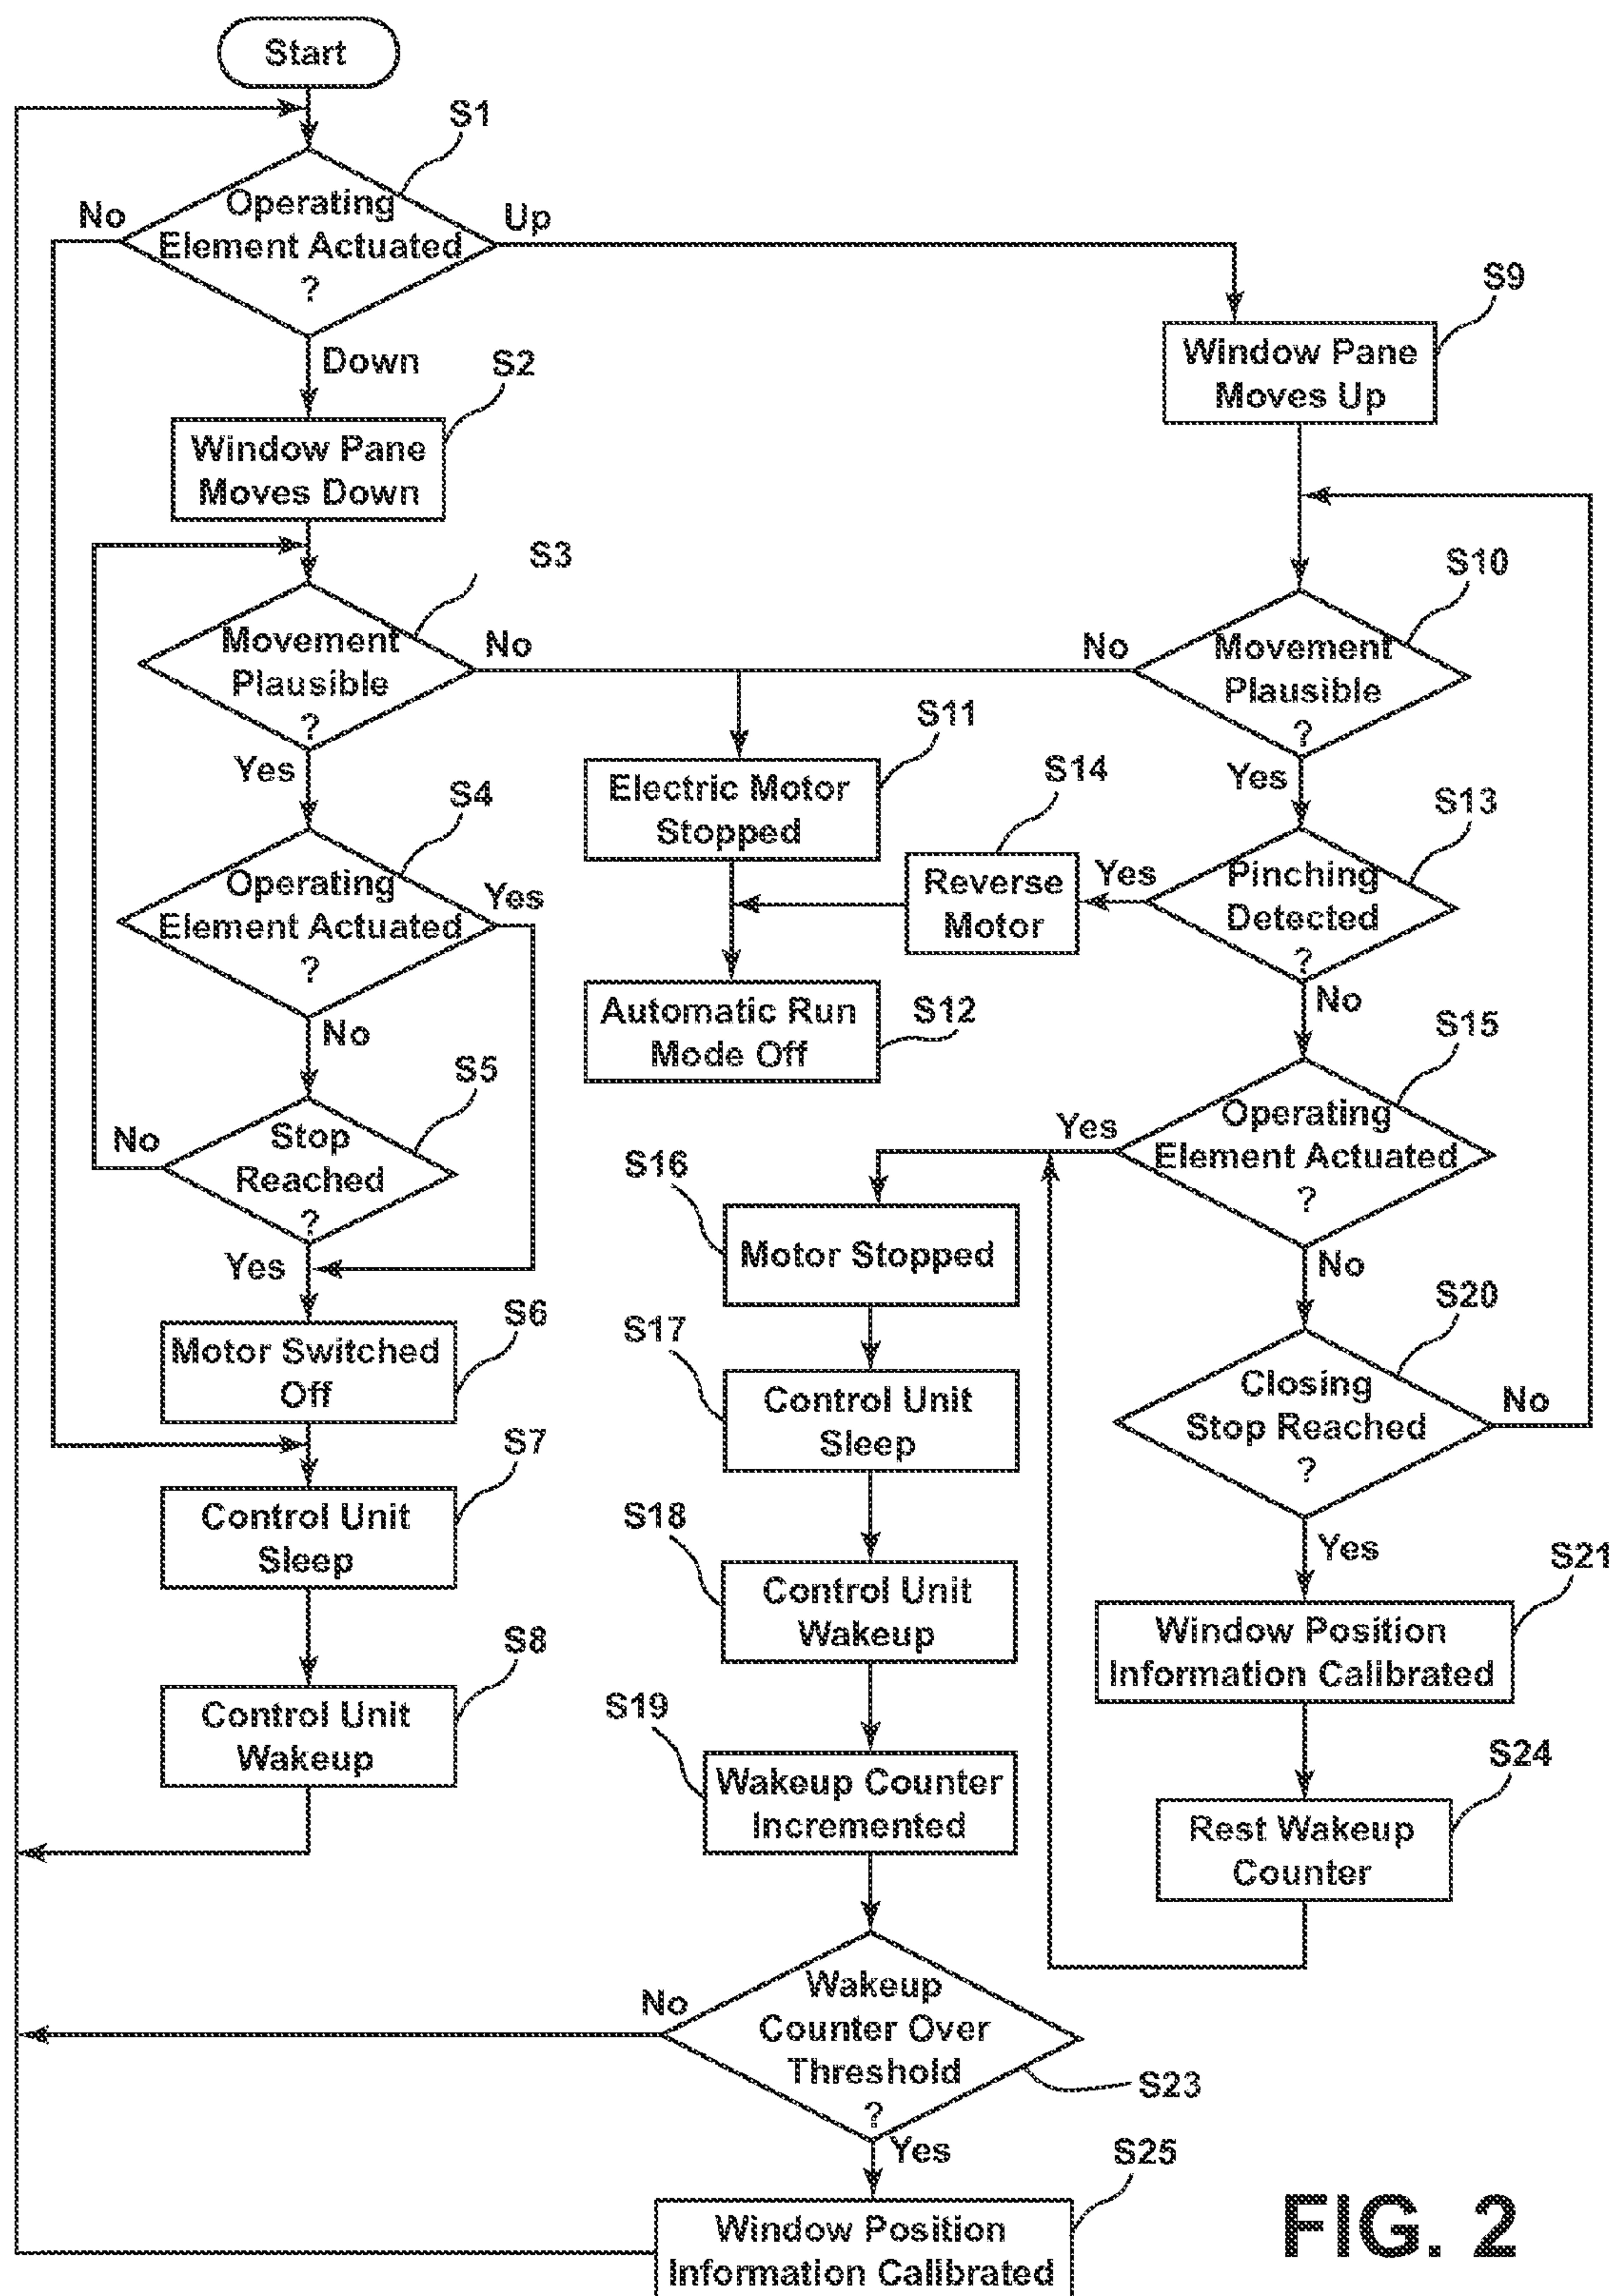 Start
S1
No
Operating
Element Actuated
?
Up
Down
S2
Window Pane
Moves Down
S9
Window Pane
Moves Up
S3
Movement
Plausible
?
No
Yes
S10
No
Movement
Plausible
?
Yes
S11
Electric Motor
Stopped
S14
Reverse
Motor
S13
Yes
Pinching
Detected
?
No
S12
Automatic Run
Mode Off
S4
Operating
Element Actuated
?
Yes
No
S5
No
Stop
Reached
?
Yes
S15
Yes
Operating
Element Actuated
?
No
S16
Motor Stopped
S6
Motor Switched
Off
S17
Control Unit
Sleep
S20
Closing
Stop Reached
?
No
Yes
S7
Control Unit
Sleep
S18
Control Unit
Wakeup
S21
Window Position
Information Calibrated
S8
Control Unit
Wakeup
S19
Wakeup Counter
Incremented
S24
Rest Wakeup
Counter
No
Wakeup
Counter Over
Threshold
?
S23
Yes
S25
Window Position
Information Calibrated
FIG. 2